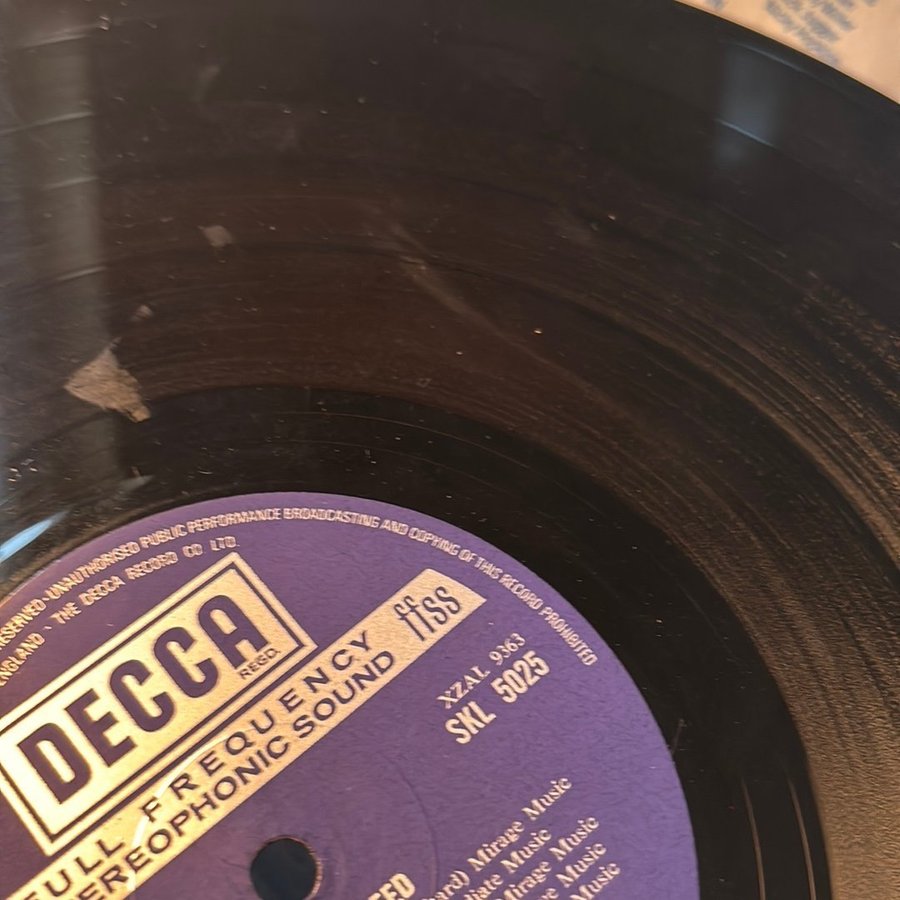 RESERVED · UNAUTHORISED PUBLIC PERFORMANCE BROADCASTING AND COPYING OF THIS RECORD PROHIBITED
ENGLAND · THE DECCA RECORD CO LTD.
DECCA
REGD.
FULL FREQUENCY
STEREOPHONIC SOUND
ffss
XZAL 9363
SKL 5025
Mirage Music
Music
Mirage Music
Music
Music